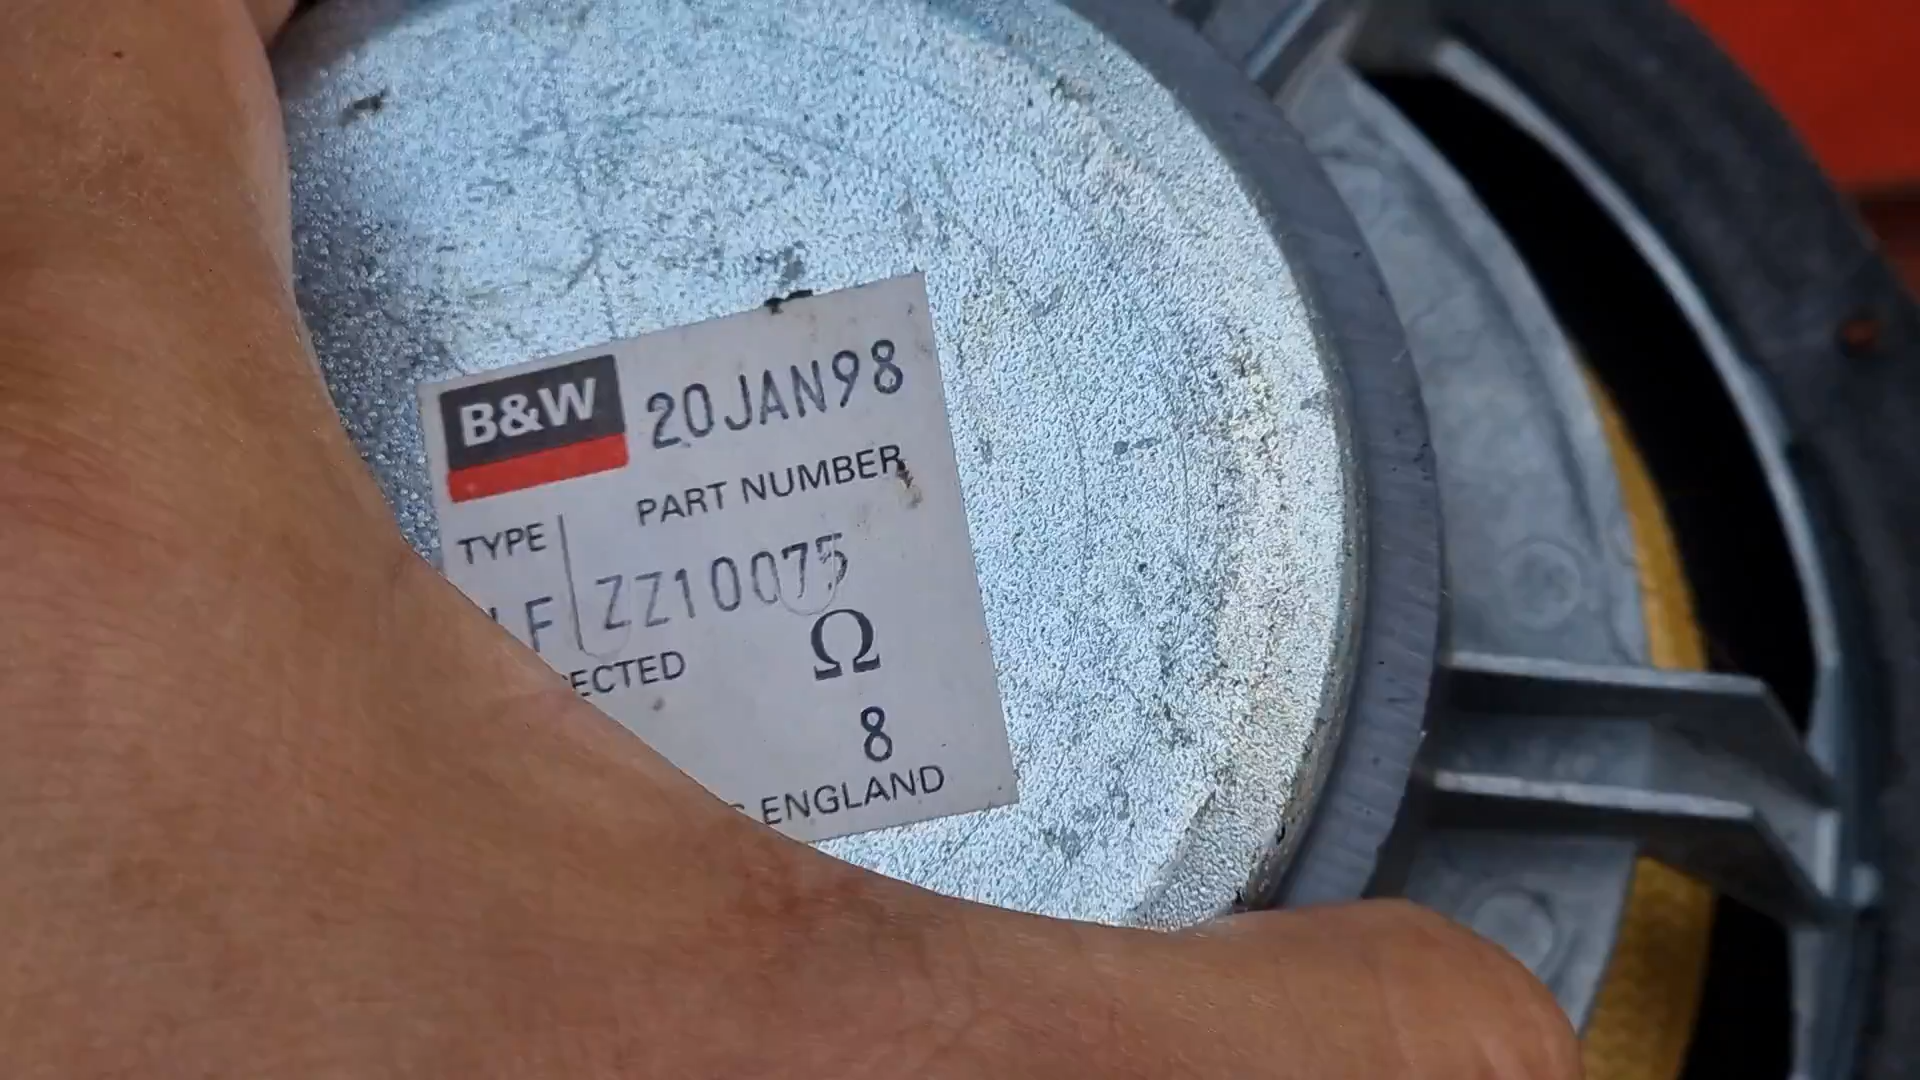 B&W 20JAN98
PART NUMBER
TYPE
ZZ10075
Ω
8
ENGLAND